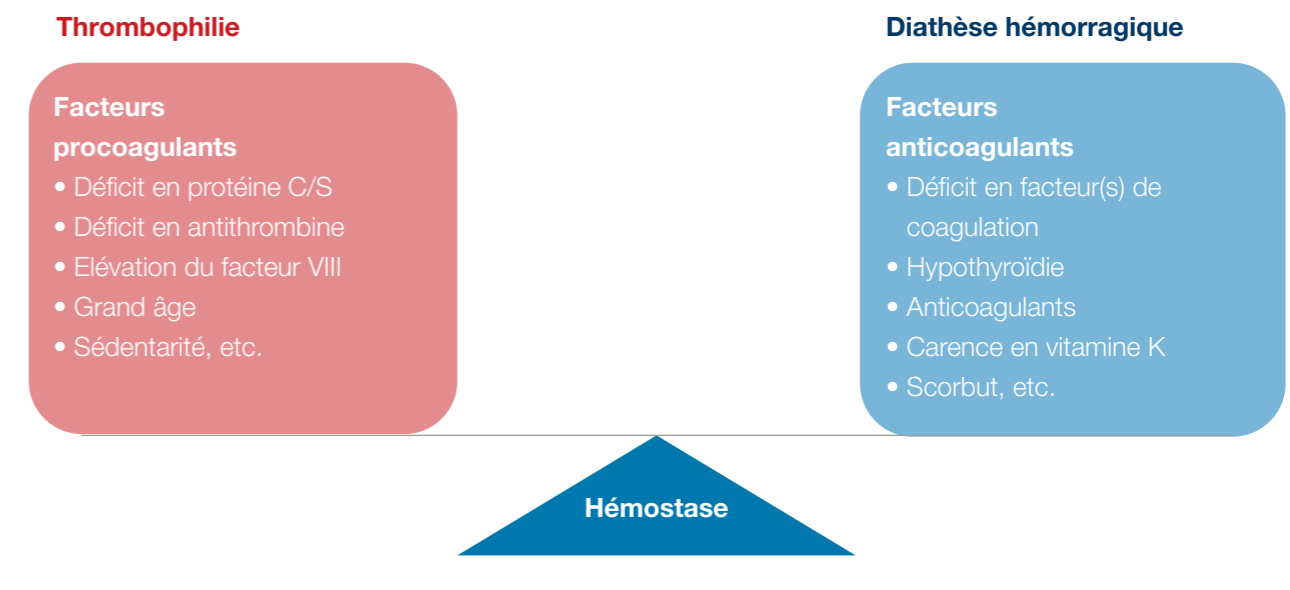 Thrombophilie
Facteurs
procoagulants
• Déficit en protéine C/S
• Déficit en antithrombine
• Elévation du facteur VIII
• Grand âge
• Sédentarité, etc.
Diathèse hémorragique
Facteurs
anticoagulants
• Déficit en facteur(s) de
coagulation
• Hypothyroïdie
• Anticoagulants
• Carence en vitamine K
• Scorbut, etc.
Hémostase